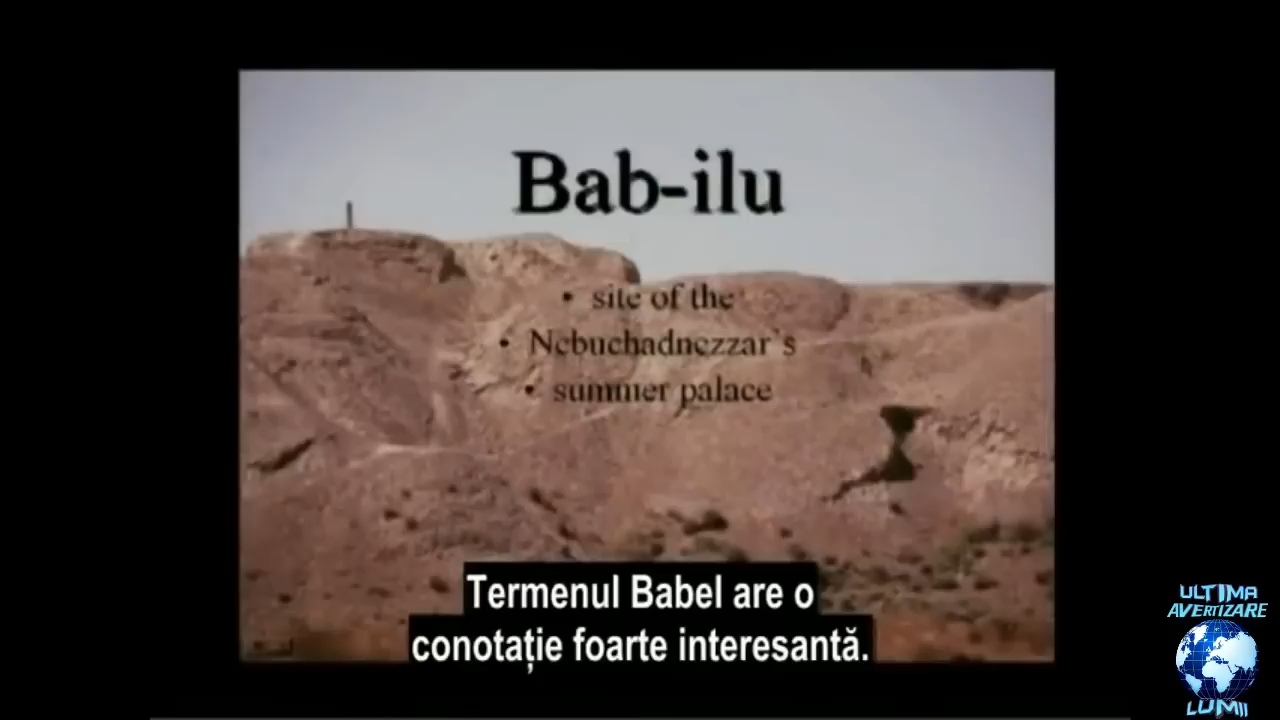 Bab-ilu
• site of the
• Nebuchadnezzar`s
• summer palace
Termenul Babel are o
conotație foarte interesantă.
ULTIMA
AVERTIZARE
LUMII